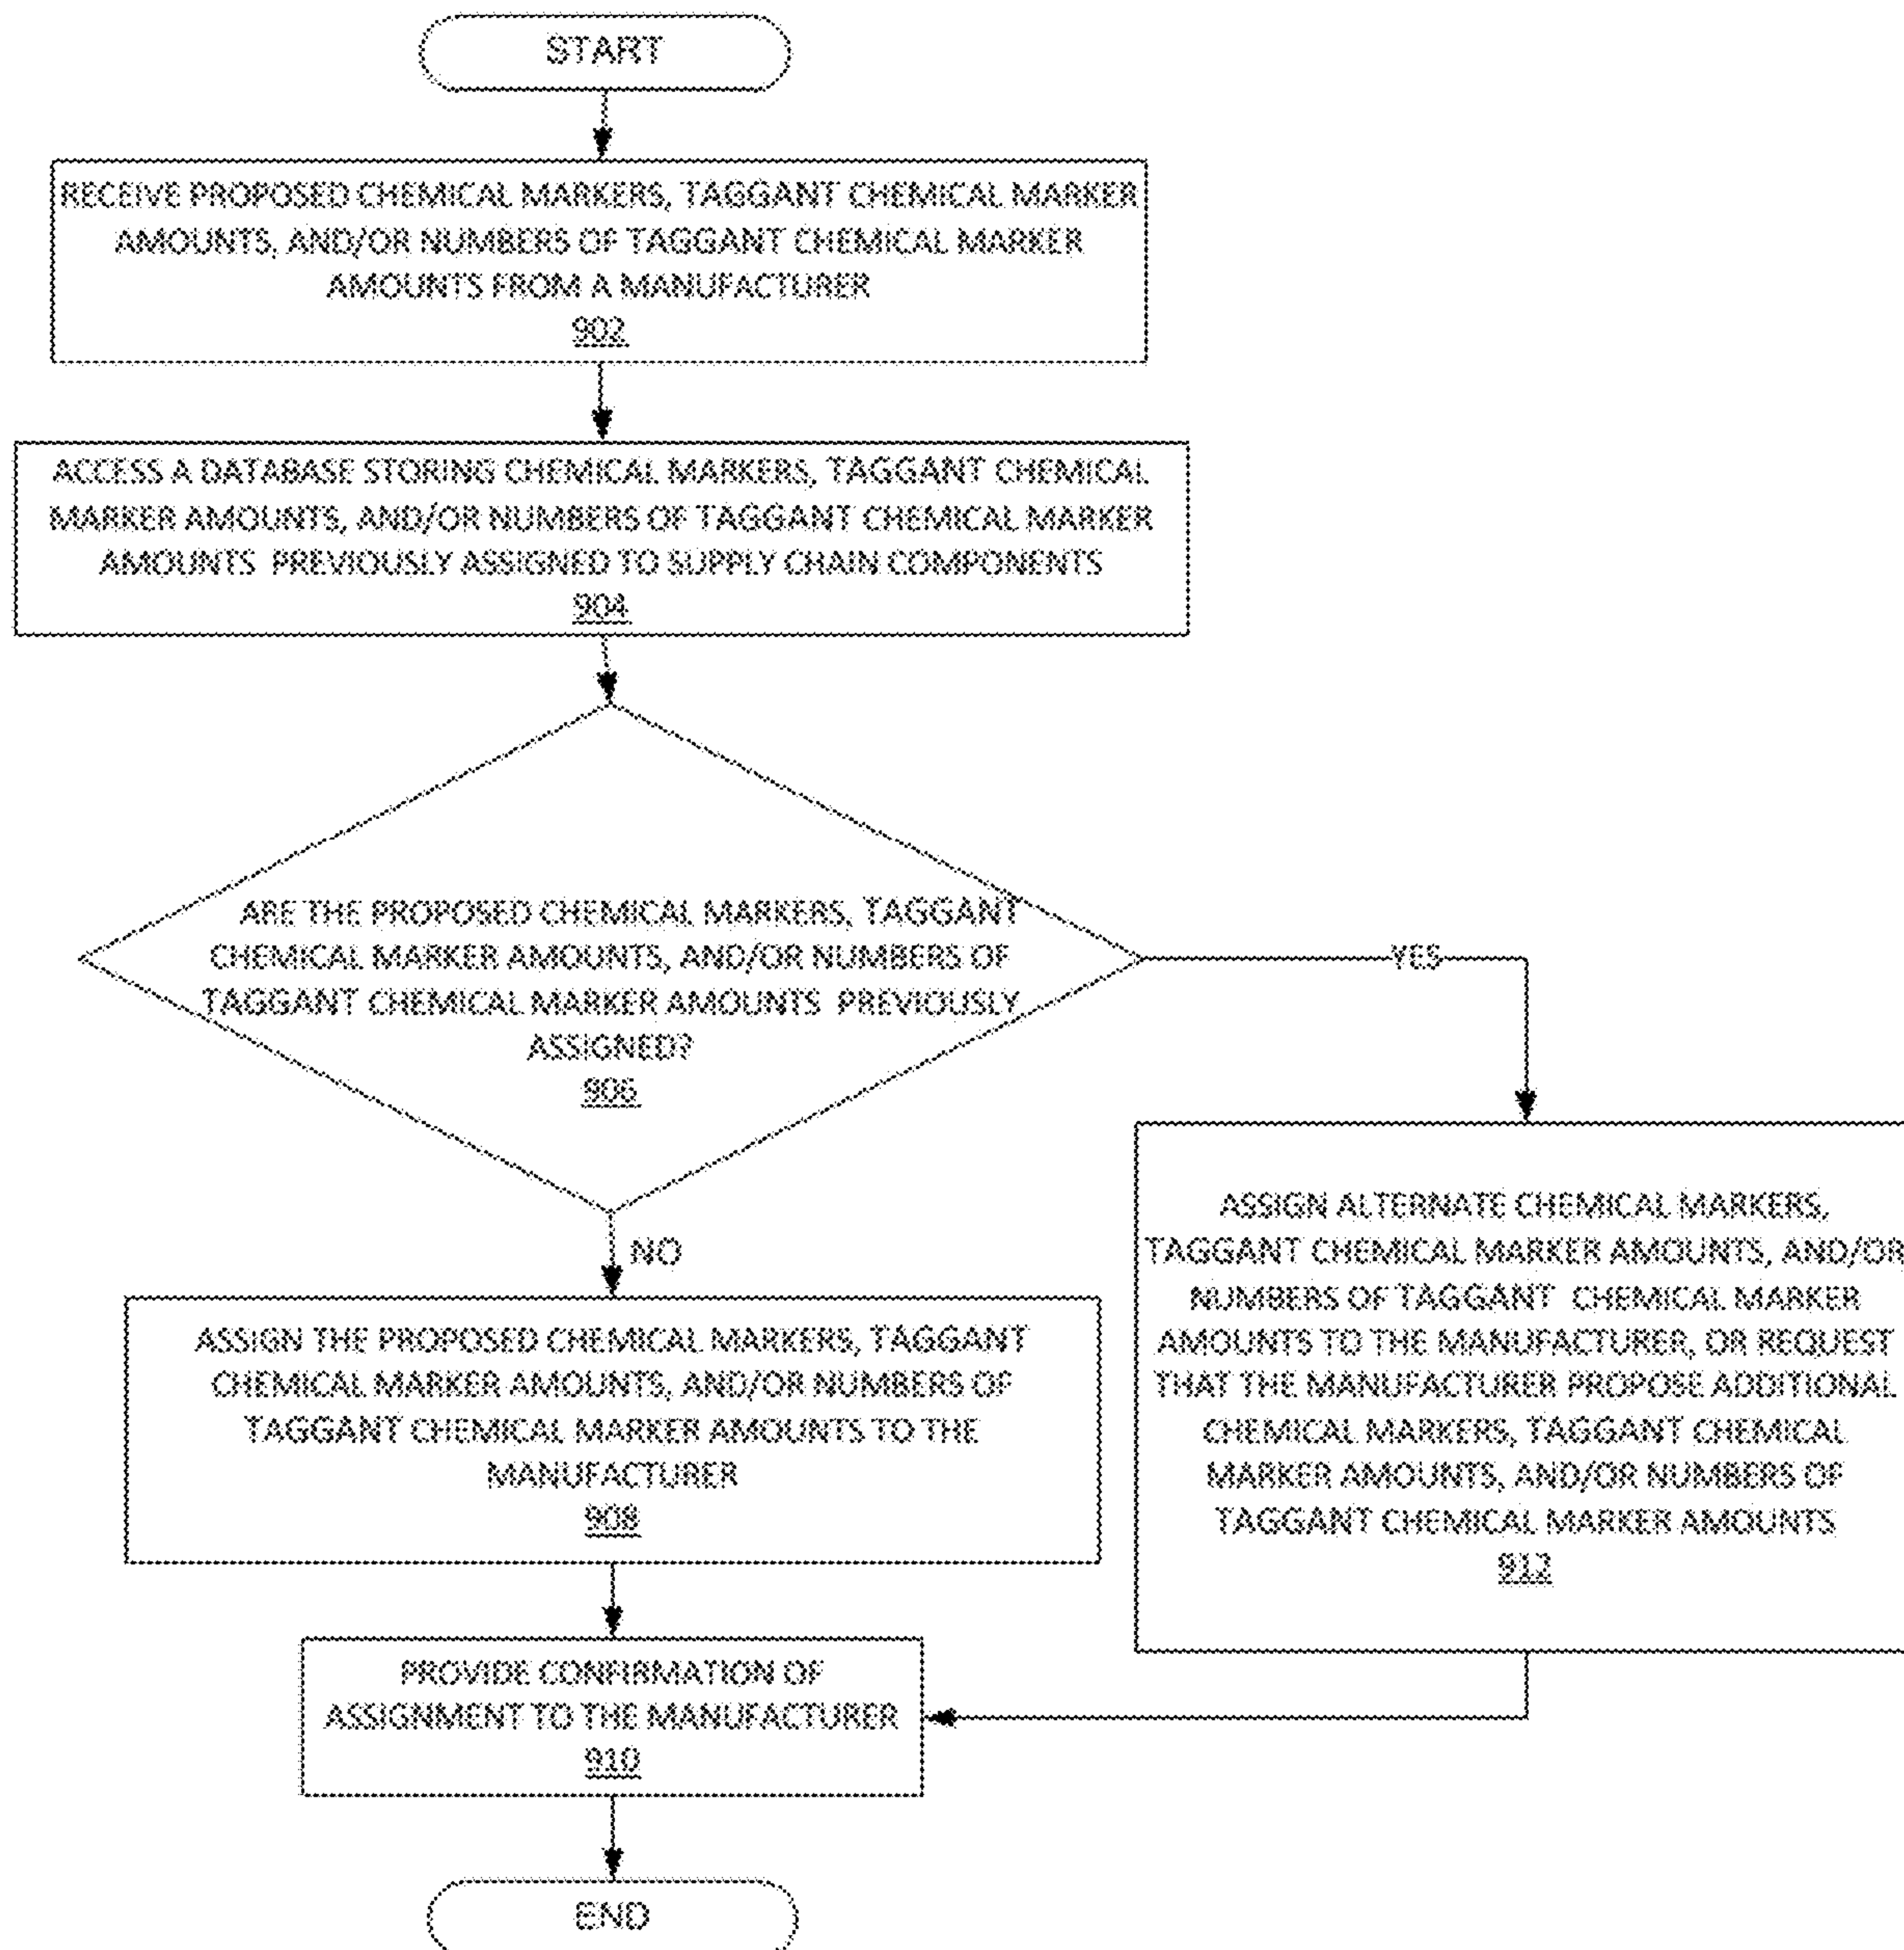 START
RECEIVE PROPOSED CHEMICAL MARKERS, TAGGANT CHEMICAL MARKER
AMOUNTS, AND/OR NUMBERS OF TAGGANT CHEMICAL MARKER
AMOUNTS FROM A MANUFACTURER
902
ACCESS A DATABASE STORING CHEMICAL MARKERS, TAGGANT CHEMICAL
MARKER AMOUNTS, AND/OR NUMBERS OF TAGGANT CHEMICAL MARKER
AMOUNTS PREVIOUSLY ASSIGNED TO SUPPLY CHAIN COMPONENTS
904
ARE THE PROPOSED CHEMICAL MARKERS, TAGGANT
CHEMICAL MARKER AMOUNTS, AND/OR NUMBERS OF
TAGGANT CHEMICAL MARKER AMOUNTS PREVIOUSLY
ASSIGNED?
906
YES
NO
ASSIGN THE PROPOSED CHEMICAL MARKERS, TAGGANT
CHEMICAL MARKER AMOUNTS, AND/OR NUMBERS OF
TAGGANT CHEMICAL MARKER AMOUNTS TO THE
MANUFACTURER
908
ASSIGN ALTERNATE CHEMICAL MARKERS,
TAGGANT CHEMICAL MARKER AMOUNTS, AND/OR
NUMBERS OF TAGGANT CHEMICAL MARKER
AMOUNTS TO THE MANUFACTURER, OR REQUEST
THAT THE MANUFACTURER PROPOSE ADDITIONAL
CHEMICAL MARKERS, TAGGANT CHEMICAL
MARKER AMOUNTS, AND/OR NUMBERS OF
TAGGANT CHEMICAL MARKER AMOUNTS
912
PROVIDE CONFIRMATION OF
ASSIGNMENT TO THE MANUFACTURER
910
END